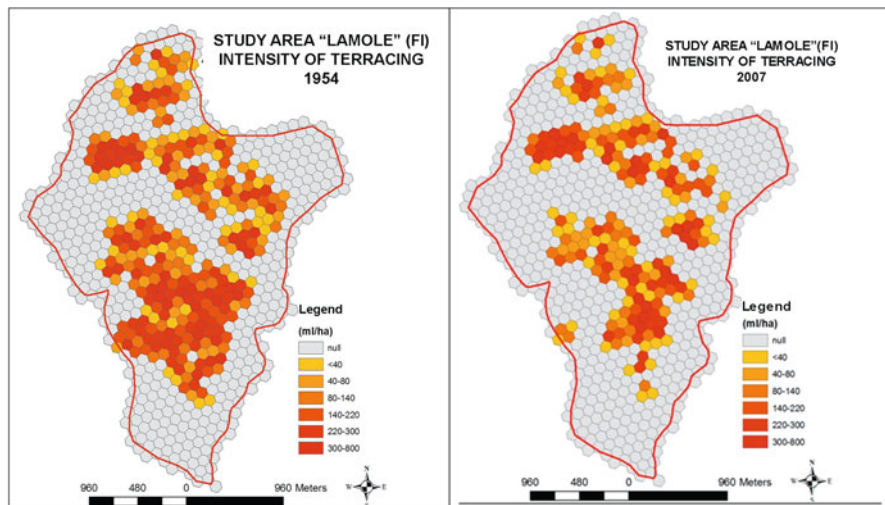 STUDY AREA "LAMOLE" (FI)
INTENSITY OF TERRACING
1954
Legend
(ml/ha)
null
<40
40-80
80-140
140-220
220-300
300-800
960 480 0 960 Meters
N
W E
S
STUDY AREA "LAMOLE"(FI)
INTENSITY OF TERRACING
2007
Legend
(ml/ha)
null
<40
40-80
80-140
140-220
220-300
300-800
960 480 0 960 Meters
N
W E
S